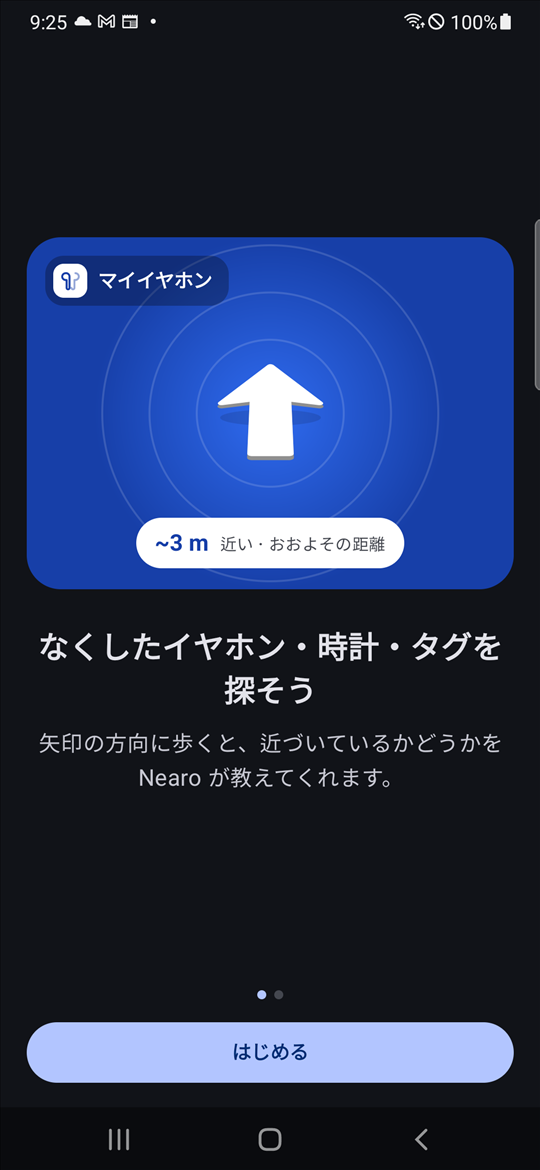 9:25
100%
マイイヤホン
~3 m 近い・おおよその距離
なくしたイヤホン・時計・タグを
探そう
矢印の方向に歩くと、近づいているかどうかを
Nearo が教えてくれます。
はじめる